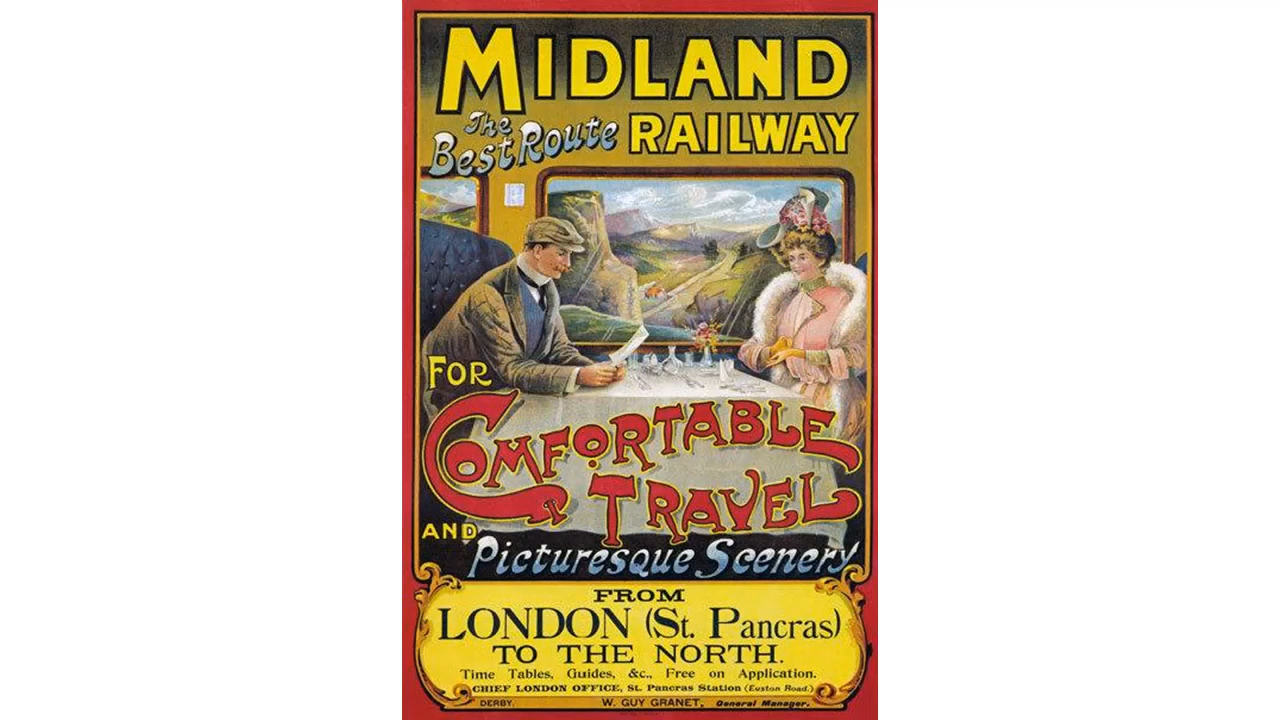 MIDLAND
The
Best Route RAILWAY
FOR
COMFORTABLE
TRAVEL
AND
Picturesque Scenery
FROM
LONDON (St. Pancras)
TO THE NORTH.
Time Tables, Guides, &c., Free on Application.
CHIEF LONDON OFFICE, St. Pancras Station (Euston Road.)
DERBY. W. GUY GRANET, General Manager.